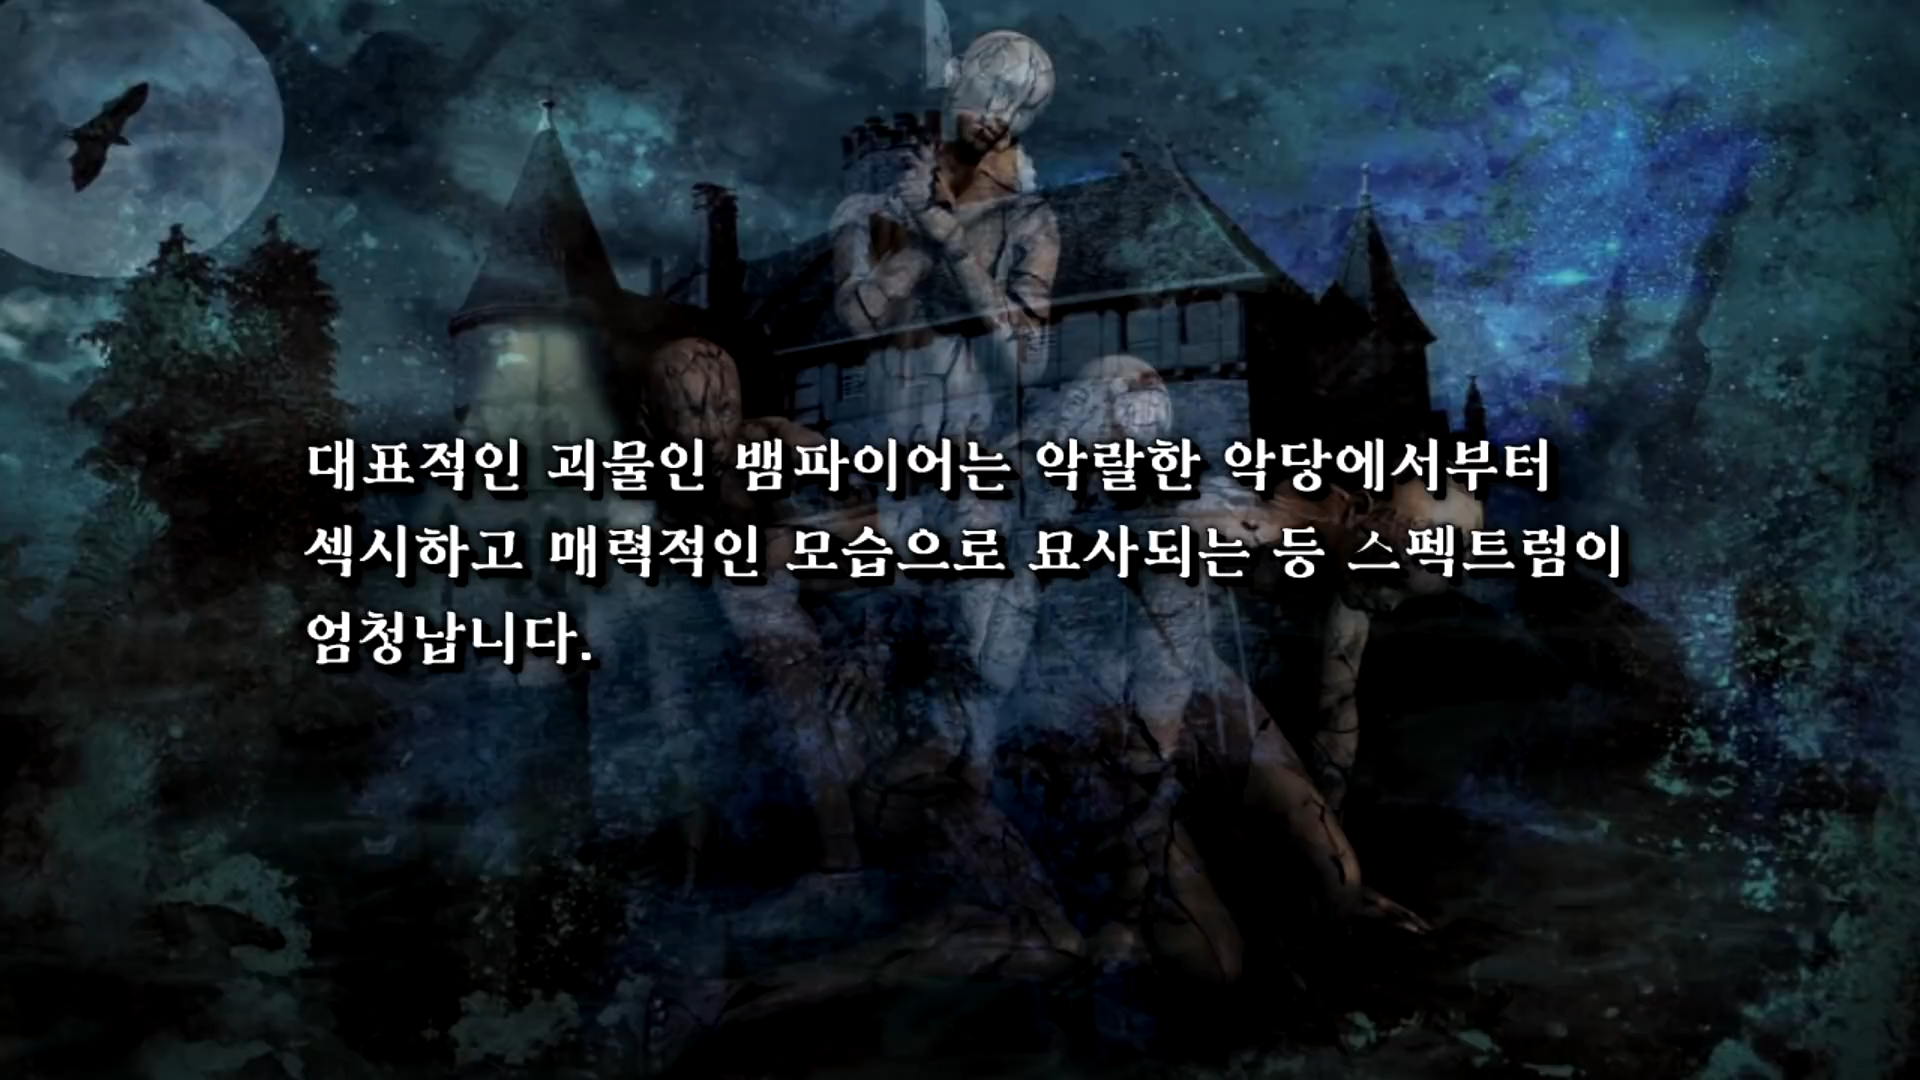 대표적인 괴물인 뱀파이어는 악랄한 악당에서부터
섹시하고 매력적인 모습으로 묘사되는 등 스펙트럼이
엄청납니다.